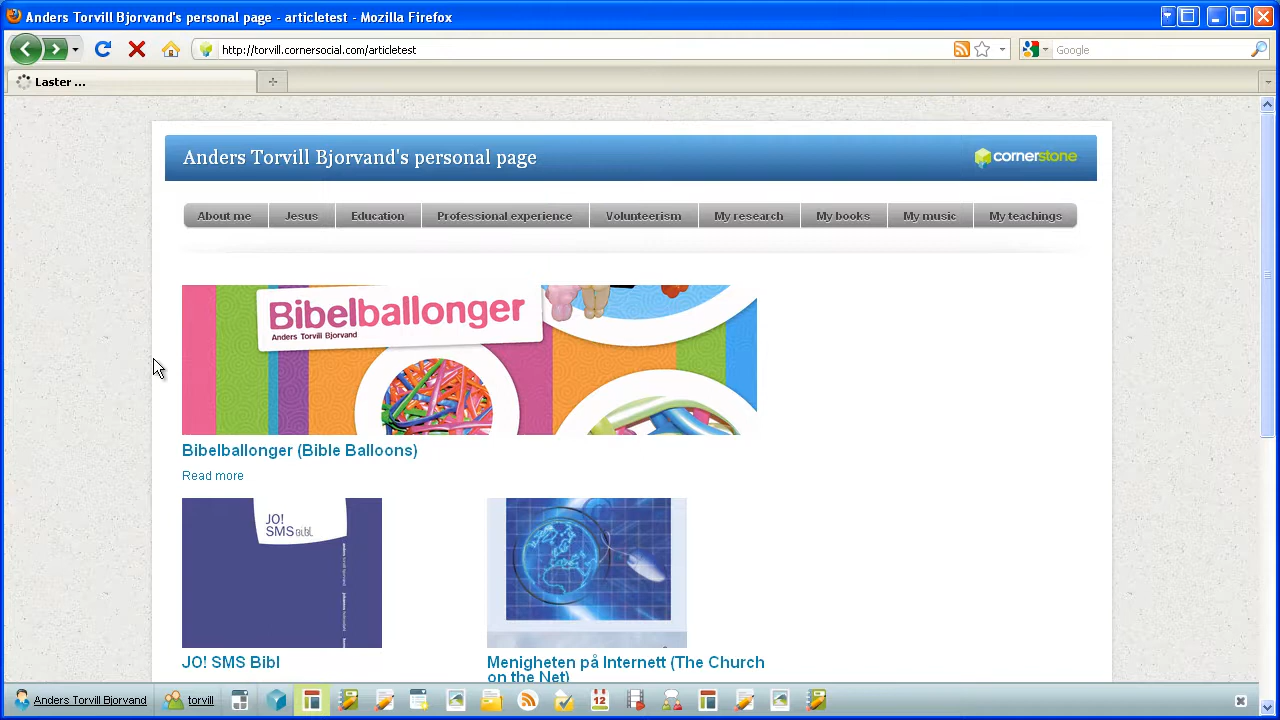 Anders Torvill Bjorvand's personal page - articletest - Mozilla Firefox
http://torvill.cornersocial.com/articletest
Google
Laster ...
Anders Torvill Bjorvand's personal page
cornerstone
About me Jesus Education Professional experience Volunteerism My research My books My music My teachings
Bibelballonger
Anders Torvill Bjorvand
Bibelballonger (Bible Balloons)
Read more
JO!
SMS Bibl.
JO! SMS Bibl
Menigheten på Internett (The Church
on the Net)
Anders Torvill Bjorvand torvill 12